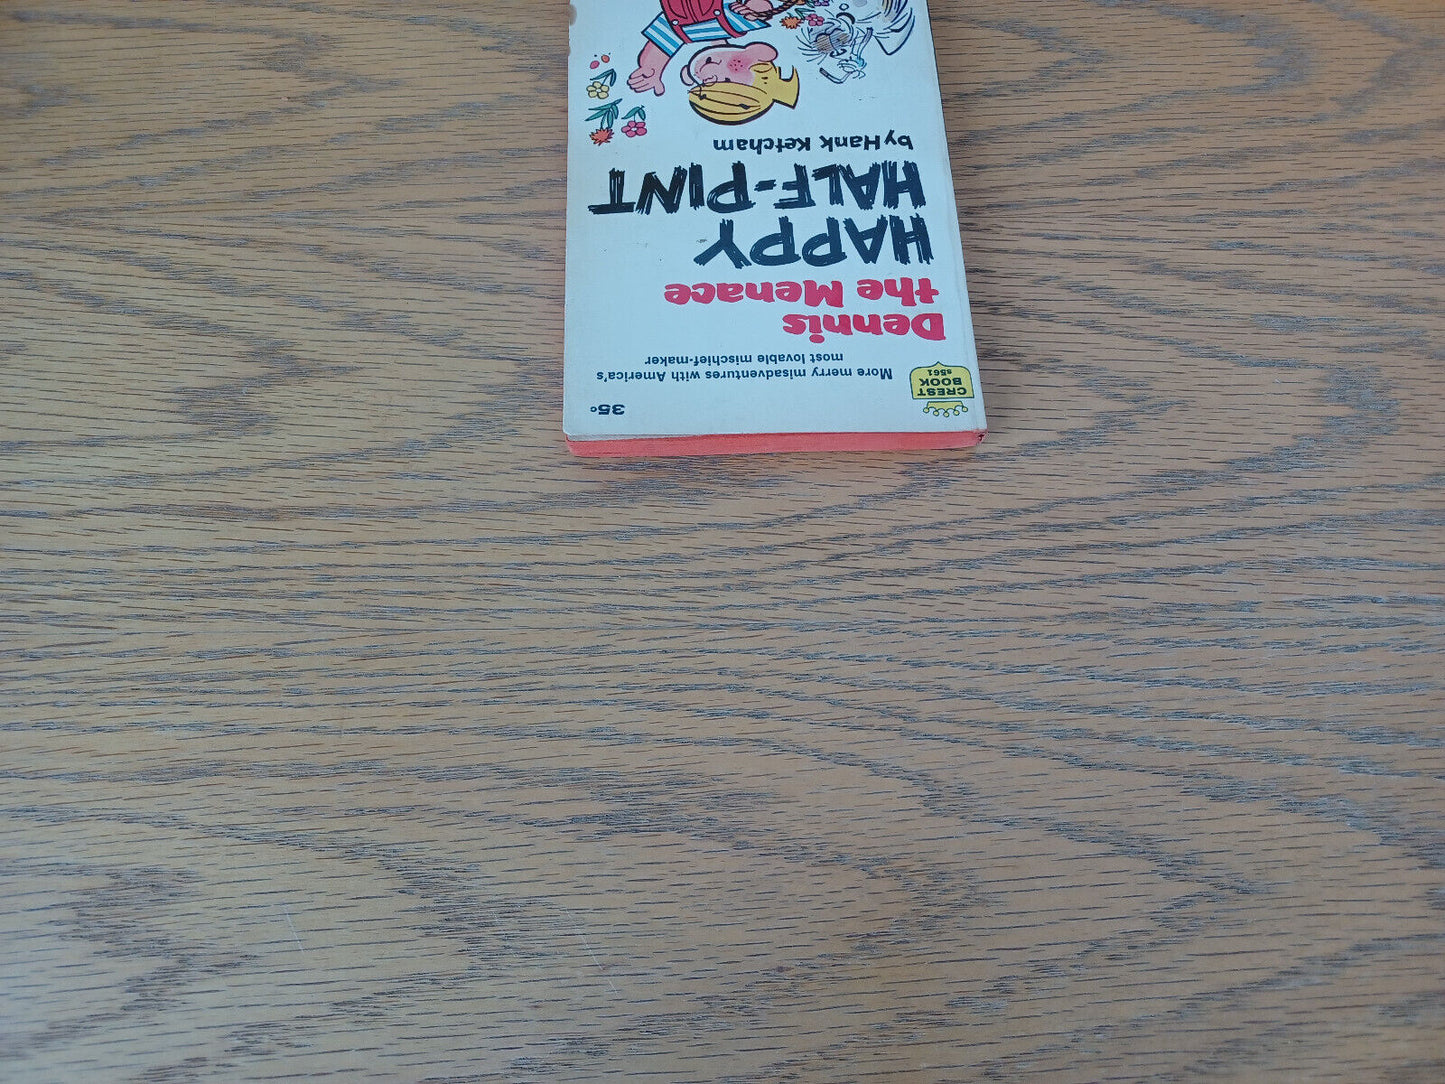 35¢
CREST
BOOK
s561
More merry misadventures with America's
most lovable mischief-maker
Dennis
the Menace
HAPPY
HALF-PINT
by Hank Ketcham